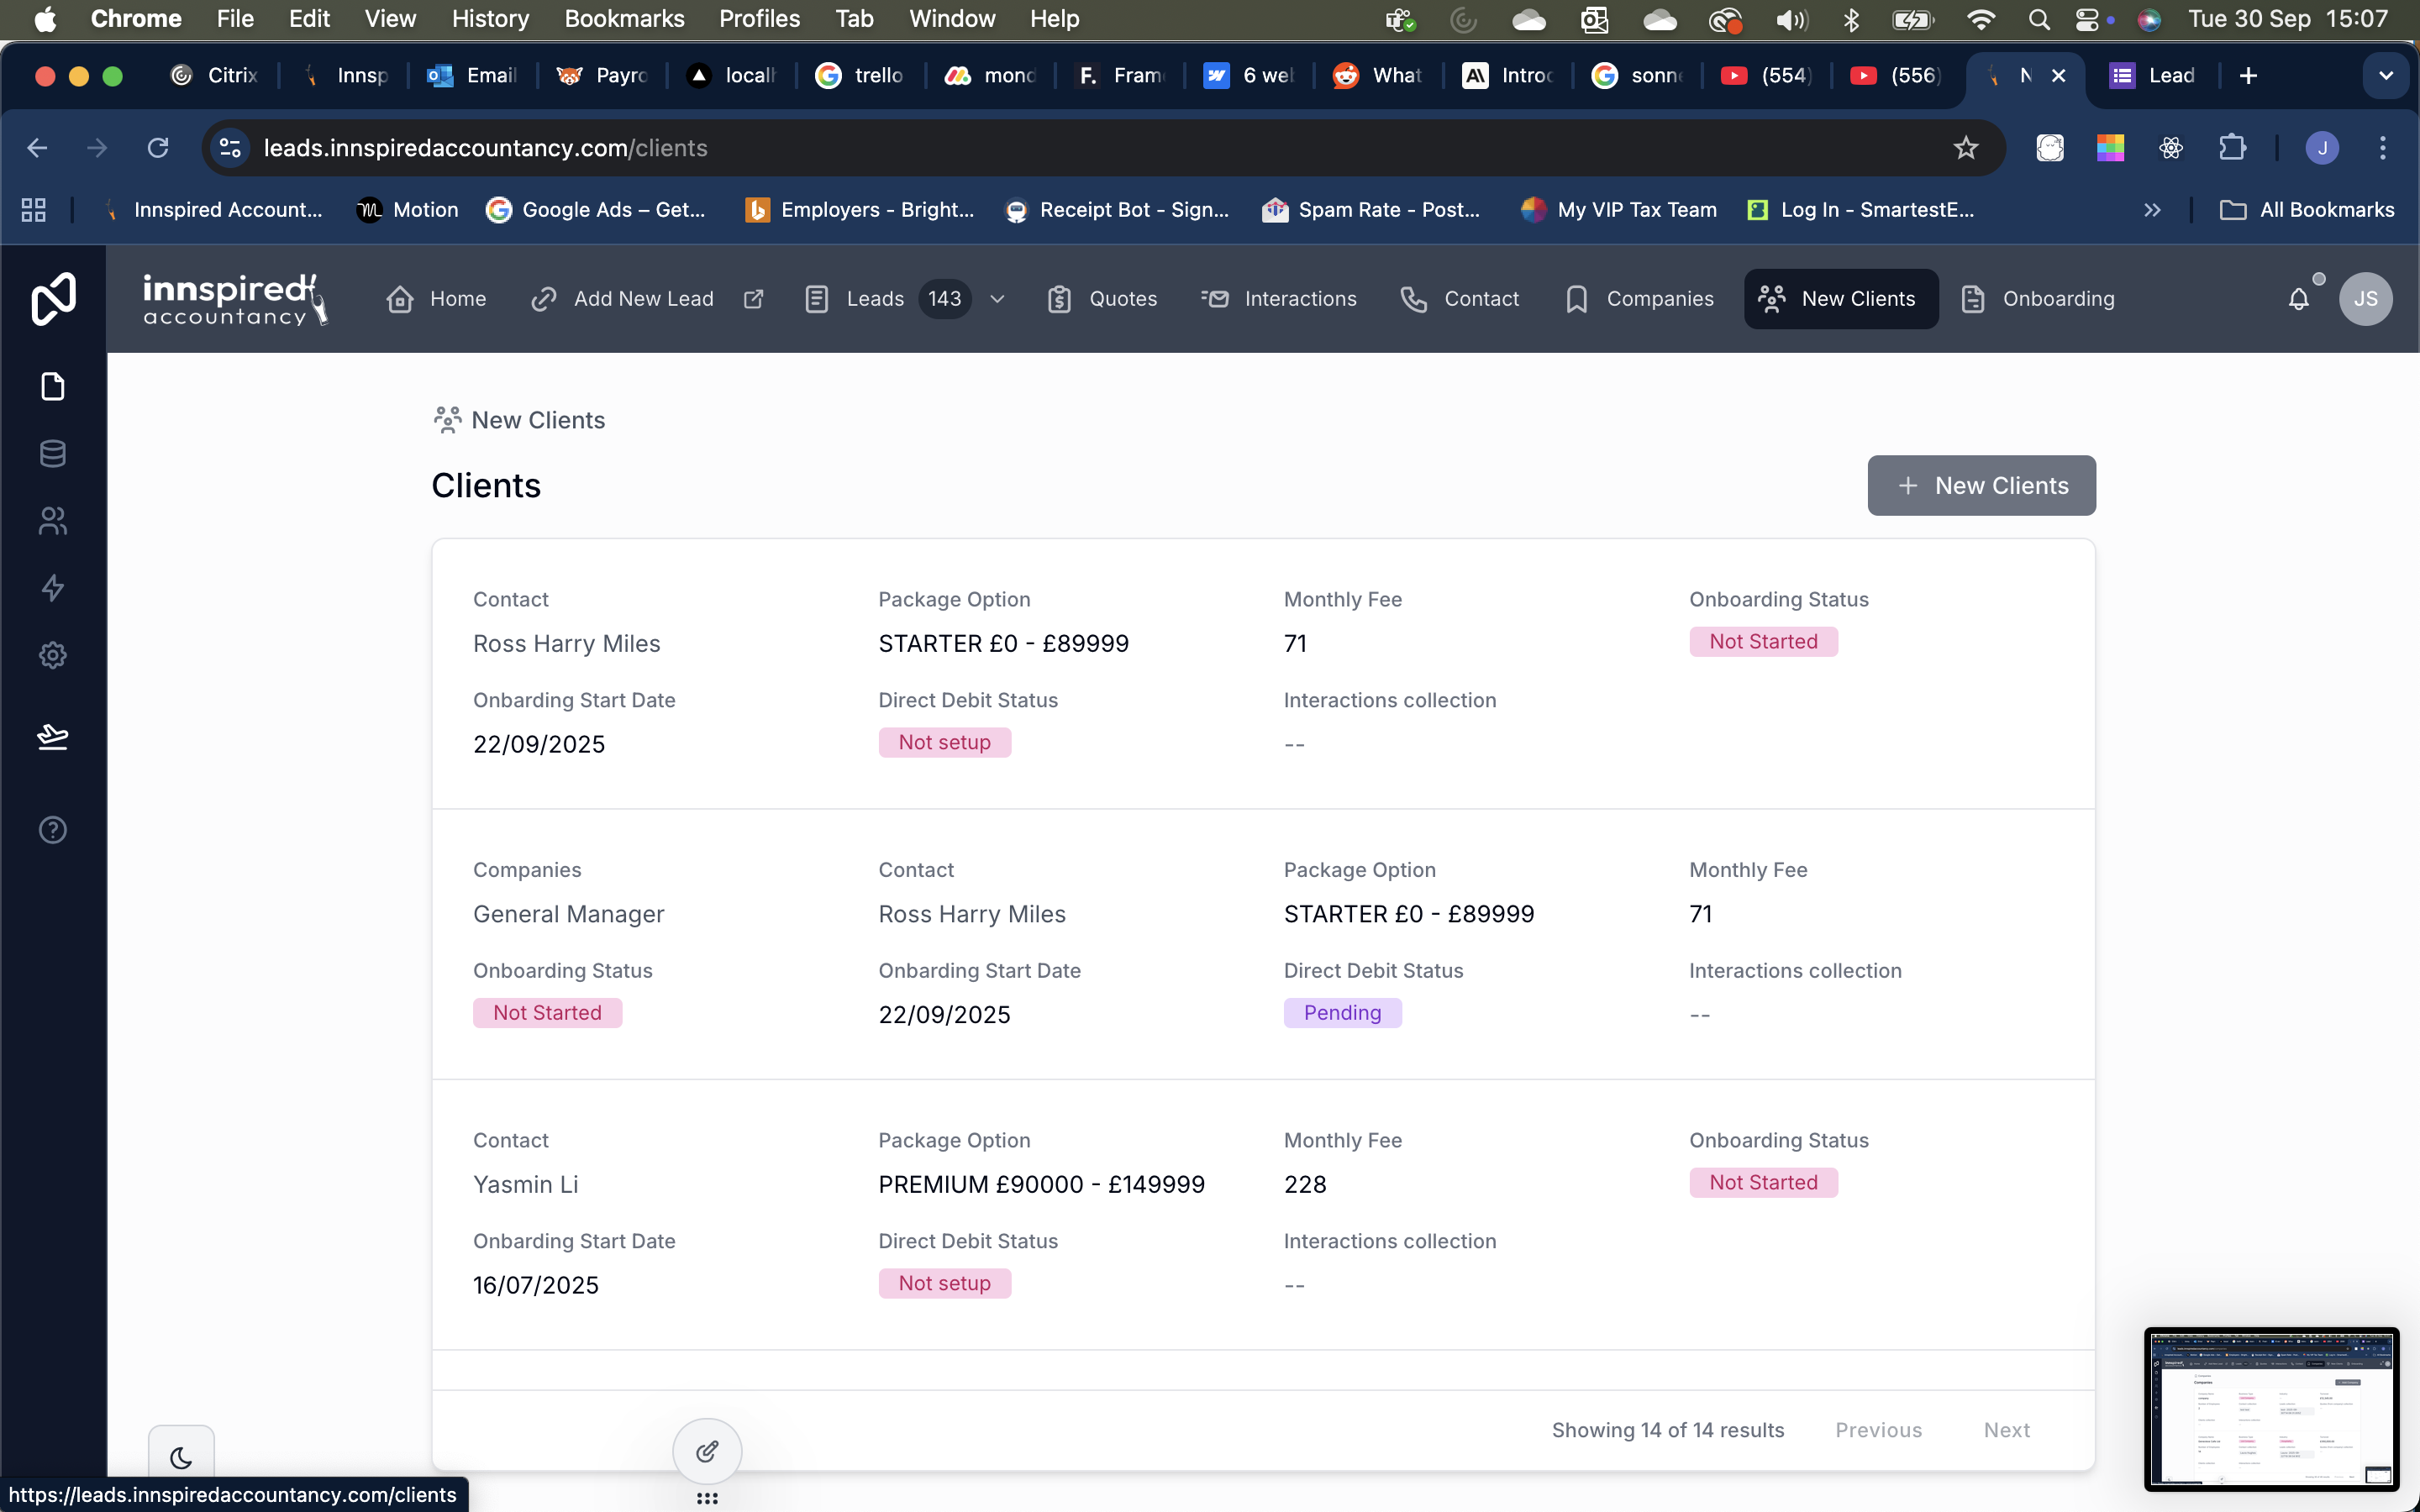 Chrome File Edit View History Bookmarks Profiles Tab Window Help Tue 30 Sep 15:07
Citrix Innsp Email Payro localh trello mond F. Fram 6 wel What Introc sonne (554) (556) N Lead
leads.innspiredaccountancy.com/clients J
Innspired Account... Motion Google Ads – Get... Employers - Bright... Receipt Bot - Sign... Spam Rate - Post... My VIP Tax Team Log In - SmartestE... All Bookmarks
innspired accountancy Home Add New Lead Leads 143 Quotes Interactions Contact Companies New Clients Onboarding JS
New Clients
Clients + New Clients
Contact Package Option Monthly Fee Onboarding Status
Ross Harry Miles STARTER £0 - £89999 71 Not Started
Onbarding Start Date Direct Debit Status Interactions collection
22/09/2025 Not setup --
Companies Contact Package Option Monthly Fee
General Manager Ross Harry Miles STARTER £0 - £89999 71
Onboarding Status Onbarding Start Date Direct Debit Status Interactions collection
Not Started 22/09/2025 Pending --
Contact Package Option Monthly Fee Onboarding Status
Yasmin Li PREMIUM £90000 - £149999 228 Not Started
Onbarding Start Date Direct Debit Status Interactions collection
16/07/2025 Not setup --
Showing 14 of 14 results Previous Next
https://leads.innspiredaccountancy.com/clients